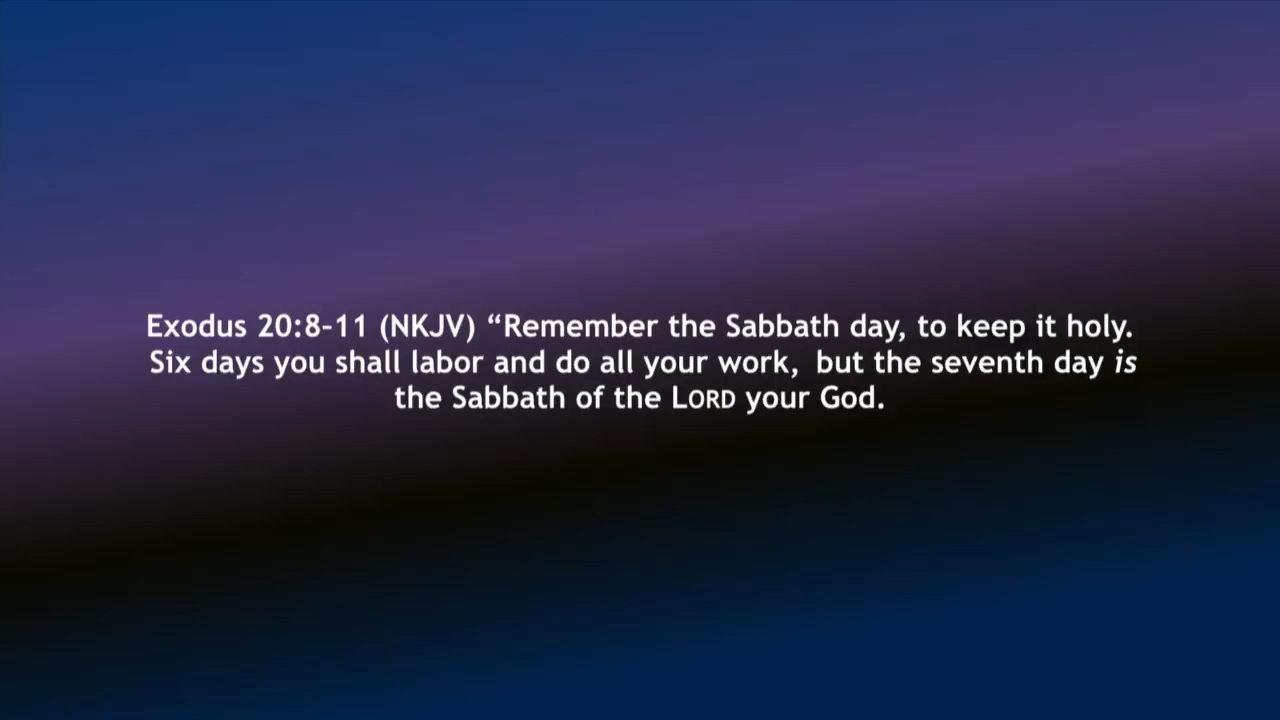 Exodus 20:8–11 (NKJV) “Remember the Sabbath day, to keep it holy.
Six days you shall labor and do all your work, but the seventh day is
the Sabbath of the LORD your God.